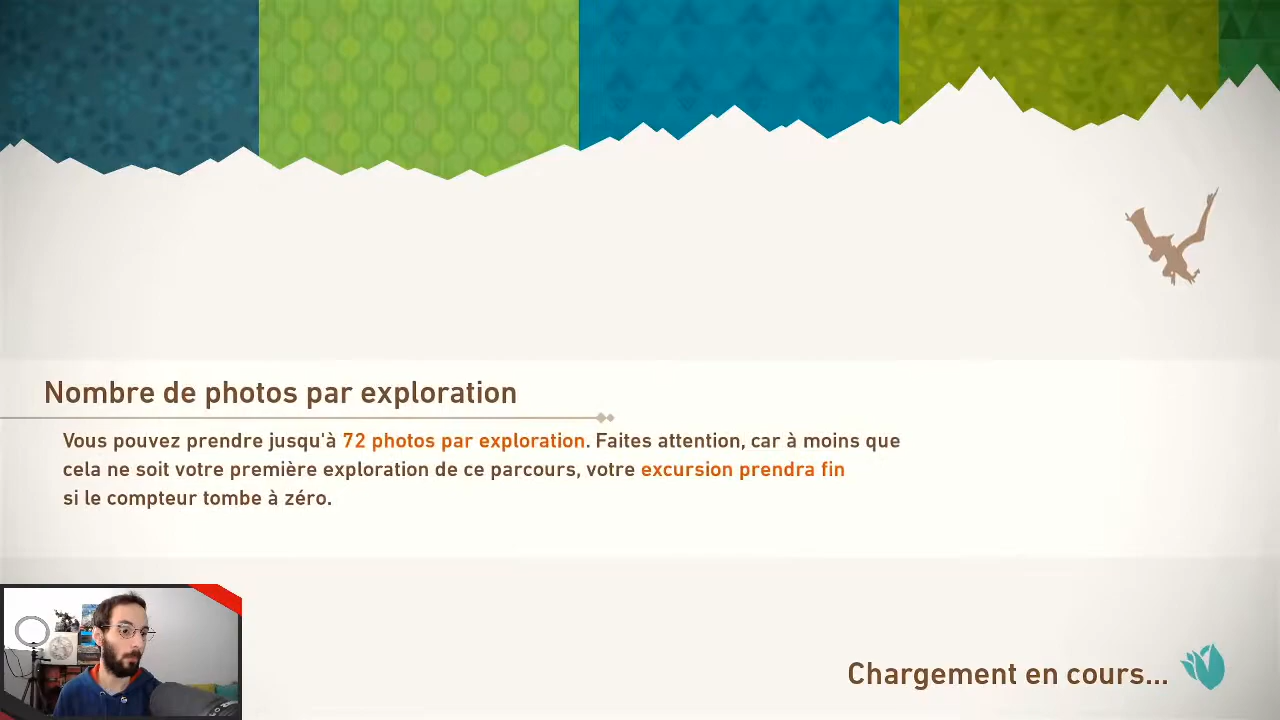 Nombre de photos par exploration
Vous pouvez prendre jusqu'à 72 photos par exploration. Faites attention, car à moins que
cela ne soit votre première exploration de ce parcours, votre excursion prendra fin
si le compteur tombe à zéro.
Chargement en cours...